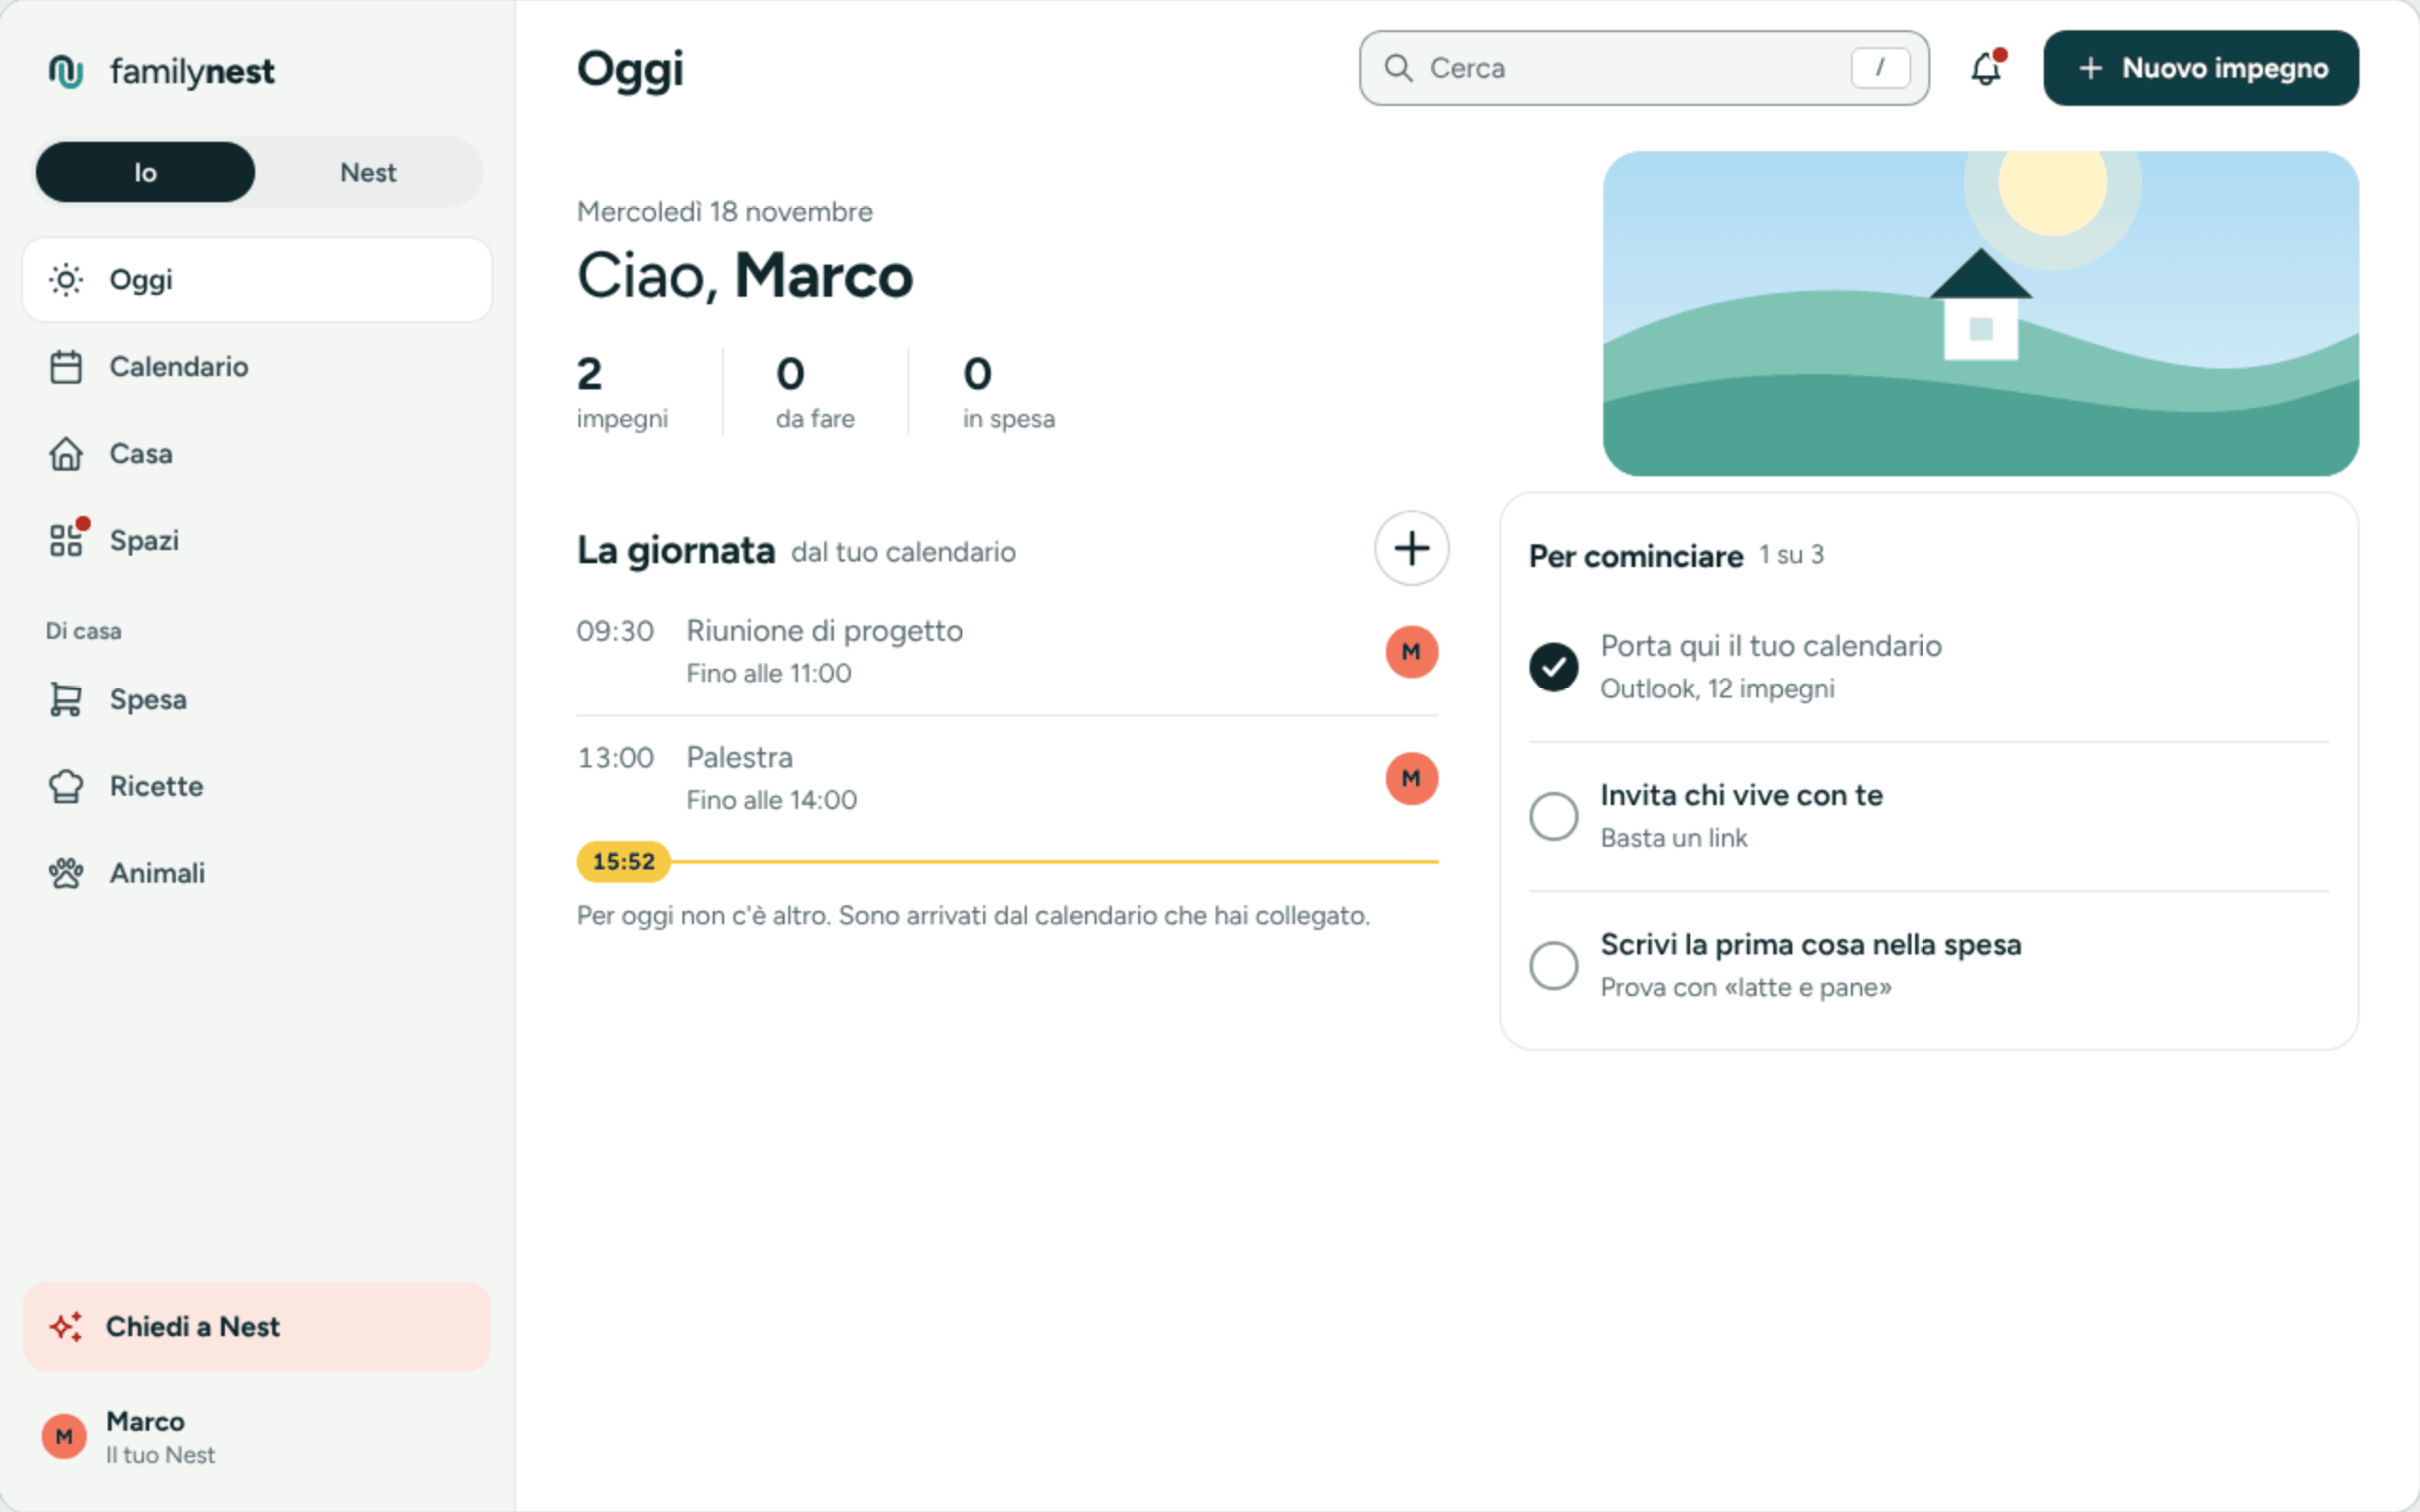 familynest
Io
Nest
Oggi
Calendario
Casa
Spazi
Di casa
Spesa
Ricette
Animali
Chiedi a Nest
M
Marco
Il tuo Nest
Oggi
Cerca
/
Nuovo impegno
Mercoledì 18 novembre
Ciao, Marco
2
impegni
0
da fare
0
in spesa
La giornata dal tuo calendario
09:30 Riunione di progetto
Fino alle 11:00
M
13:00 Palestra
Fino alle 14:00
M
15:52
Per oggi non c'è altro. Sono arrivati dal calendario che hai collegato.
Per cominciare 1 su 3
Porta qui il tuo calendario
Outlook, 12 impegni
Invita chi vive con te
Basta un link
Scrivi la prima cosa nella spesa
Prova con «latte e pane»